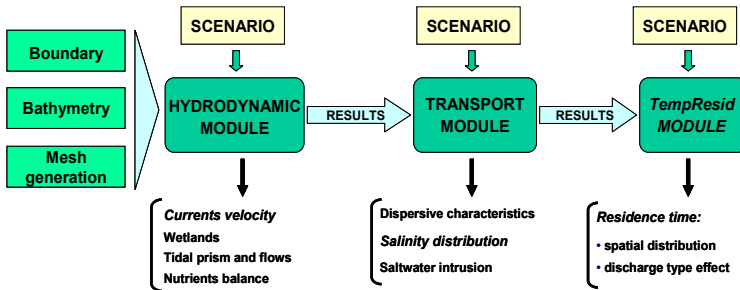 SCENARIO
SCENARIO
SCENARIO
Boundary
Bathymetry
Mesh
generation
HYDRODYNAMIC
MODULE
RESULTS
TRANSPORT
MODULE
RESULTS
TempResid
MODULE
Currents velocity
Wetlands
Tidal prism and flows
Nutrients balance
Dispersive characteristics
Salinity distribution
Saltwater intrusion
Residence time:
• spatial distribution
• discharge type effect